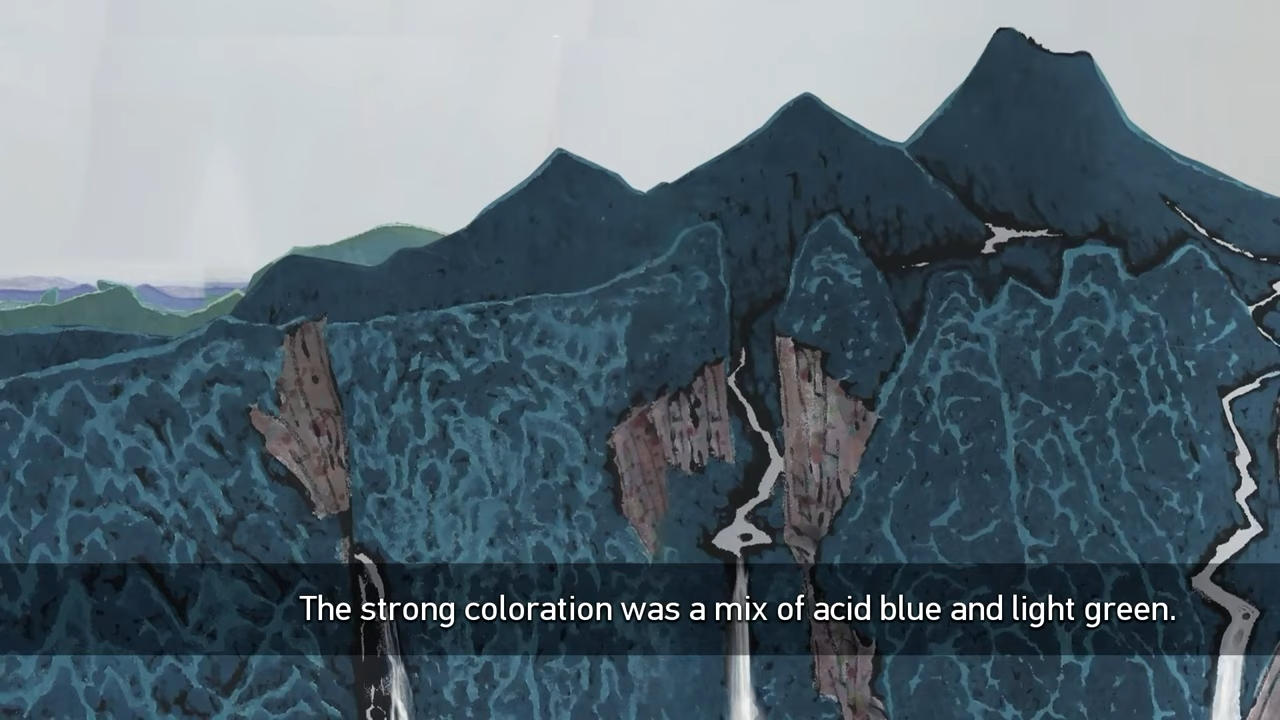 The strong coloration was a mix of acid blue and light green.